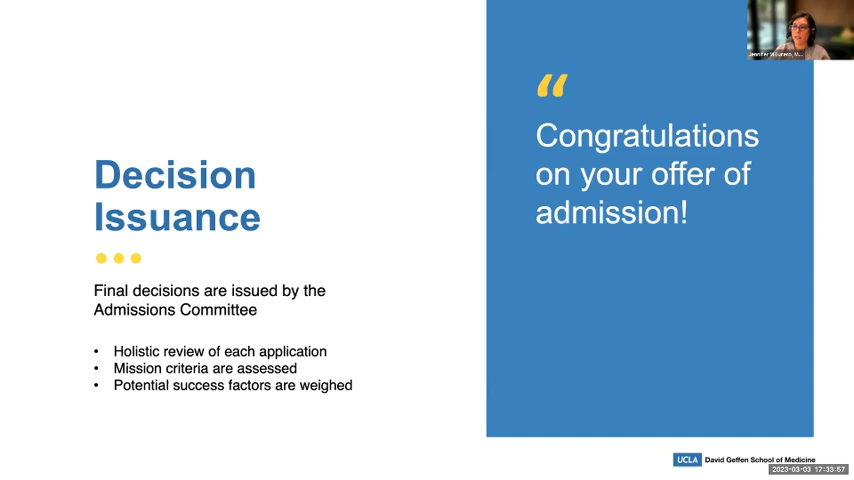 Decision
Issuance
Final decisions are issued by the
Admissions Committee
• Holistic review of each application
• Mission criteria are assessed
• Potential success factors are weighed
“
Congratulations
on your offer of
admission!
UCLA David Geffen School of Medicine
2023-03-03 17:33:57